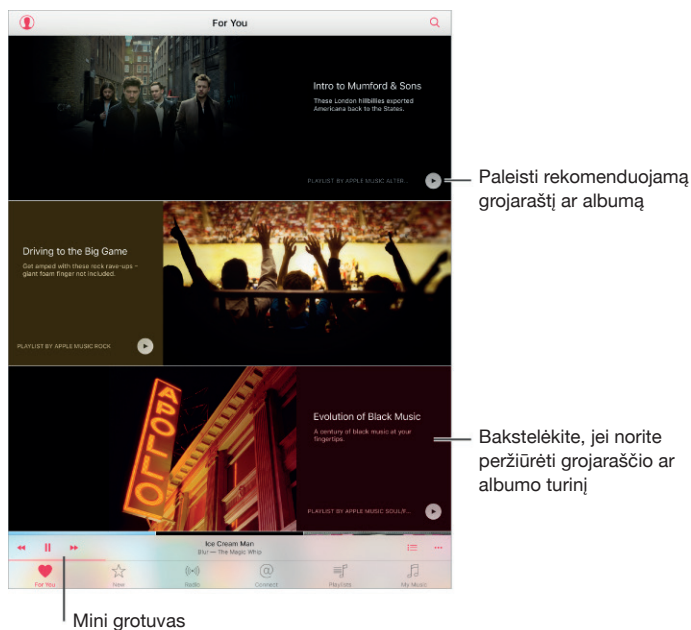 For You
Intro to Mumford & Sons
These London hillbillies exported
Americana back to the States.
PLAYLIST BY APPLE MUSIC ALTER...
Paleisti rekomenduojamą
grojaraštį ar albumą
Driving to the Big Game
Get amped with these rock rave-ups –
giant foam finger not included.
PLAYLIST BY APPLE MUSIC ROCK
APOLLO
Evolution of Black Music
A century of black music at your
fingertips.
PLAYLIST BY APPLE MUSIC SOUL/F...
Bakstelėkite, jei norite
peržiūrėti grojaraščio ar
albumo turinį
Ice Cream Man
Blur — The Magic Whip
For You New Radio Connect Playlists My Music
Mini grotuvas